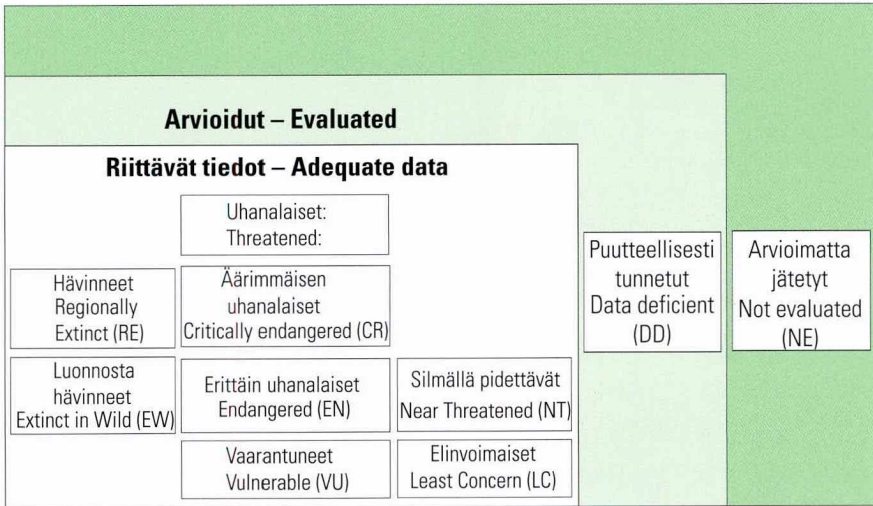 Arvioidut – Evaluated
Riittävät tiedot – Adequate data
Uhanalaiset:
Threatened:
Hävinneet
Regionally
Extinct (RE)
Äärimmäisen
uhanalaiset
Critically endangered (CR)
Puutteellisesti
tunnetut
Data deficient
(DD)
Arvioimatta
jätetyt
Not evaluated
(NE)
Luonnosta
hävinneet
Extinct in Wild (EW)
Erittäin uhanalaiset
Endangered (EN)
Silmällä pidettävät
Near Threatened (NT)
Vaarantuneet
Vulnerable (VU)
Elinvoimaiset
Least Concern (LC)